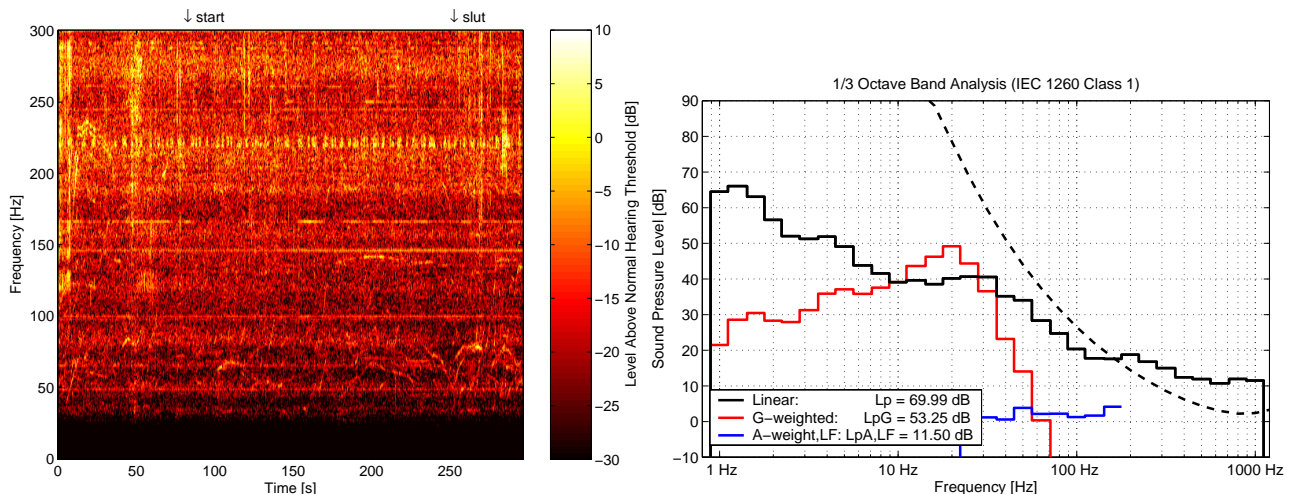 ↓ start
↓ slut
300
250
200
150
100
50
0
Frequency [Hz]
0
50
100
150
200
250
Time [s]
10
5
0
−5
−10
−15
−20
−25
−30
Level Above Normal Hearing Threshold [dB]
1/3 Octave Band Analysis (IEC 1260 Class 1)
90
80
70
60
50
40
30
20
10
0
−10
Sound Pressure Level [dB]
Linear: Lp = 69.99 dB
G−weighted: LpG = 53.25 dB
A−weight,LF: LpA,LF = 11.50 dB
1 Hz
10 Hz
100 Hz
1000 Hz
Frequency [Hz]